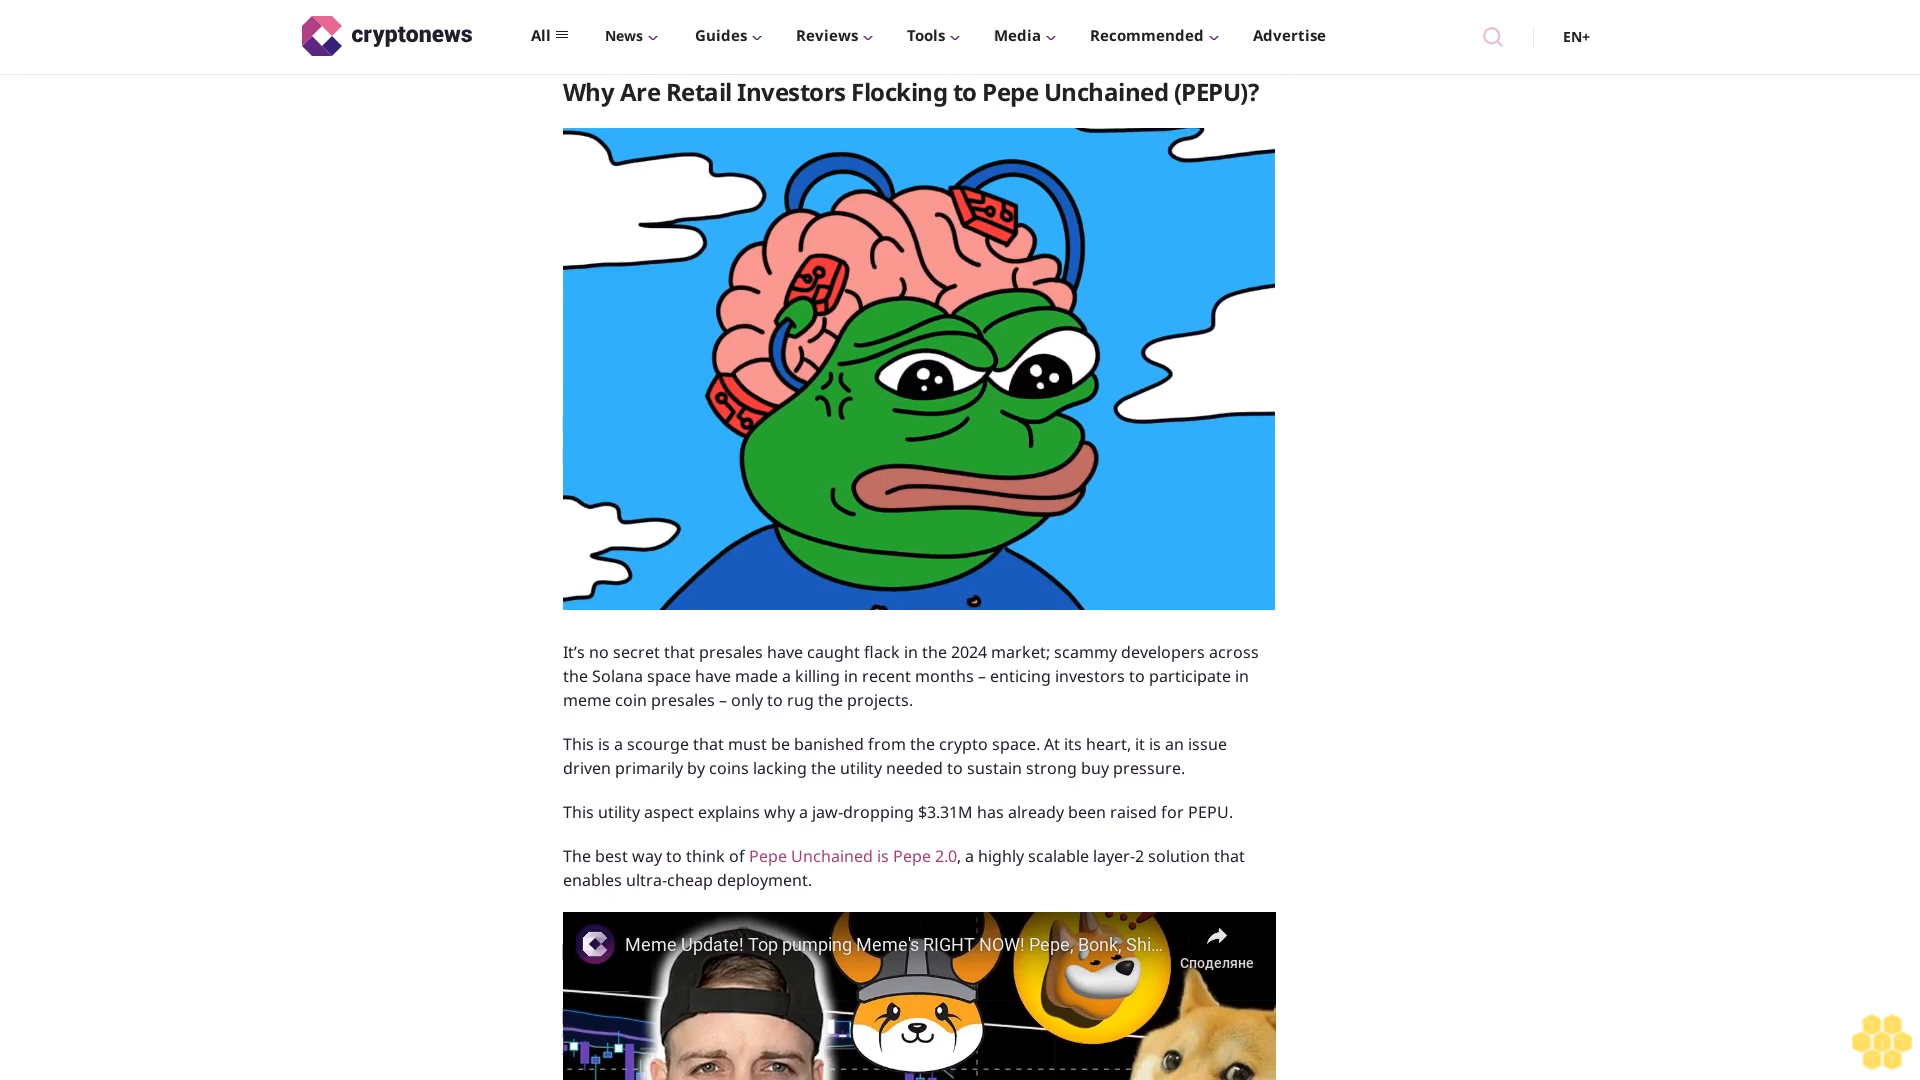 cryptonews
All
News
Guides
Reviews
Tools
Media
Recommended
Advertise
EN+
Why Are Retail Investors Flocking to Pepe Unchained (PEPU)?
It’s no secret that presales have caught flack in the 2024 market; scammy developers across
the Solana space have made a killing in recent months – enticing investors to participate in
meme coin presales – only to rug the projects.
This is a scourge that must be banished from the crypto space. At its heart, it is an issue
driven primarily by coins lacking the utility needed to sustain strong buy pressure.
This utility aspect explains why a jaw-dropping $3.31M has already been raised for PEPU.
The best way to think of Pepe Unchained is Pepe 2.0, a highly scalable layer-2 solution that
enables ultra-cheap deployment.
Meme Update! Top pumping Meme's RIGHT NOW! Pepe, Bonk, Shi...
Споделяне